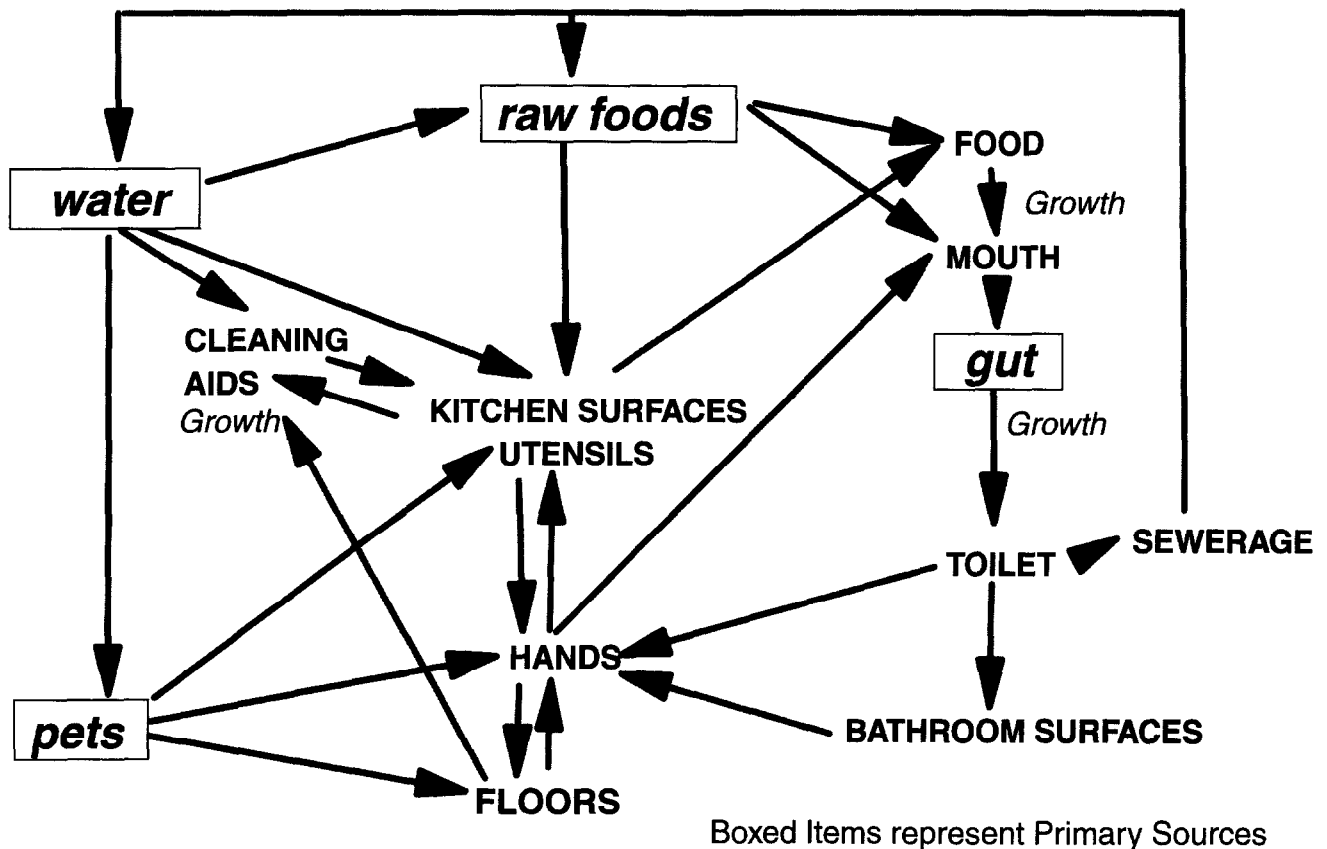 raw foods
FOOD
water
Growth
MOUTH
CLEANING
AIDS
Growth
gut
KITCHEN SURFACES
UTENSILS
Growth
SEWERAGE
TOILET
HANDS
pets
BATHROOM SURFACES
FLOORS
Boxed Items represent Primary Sources